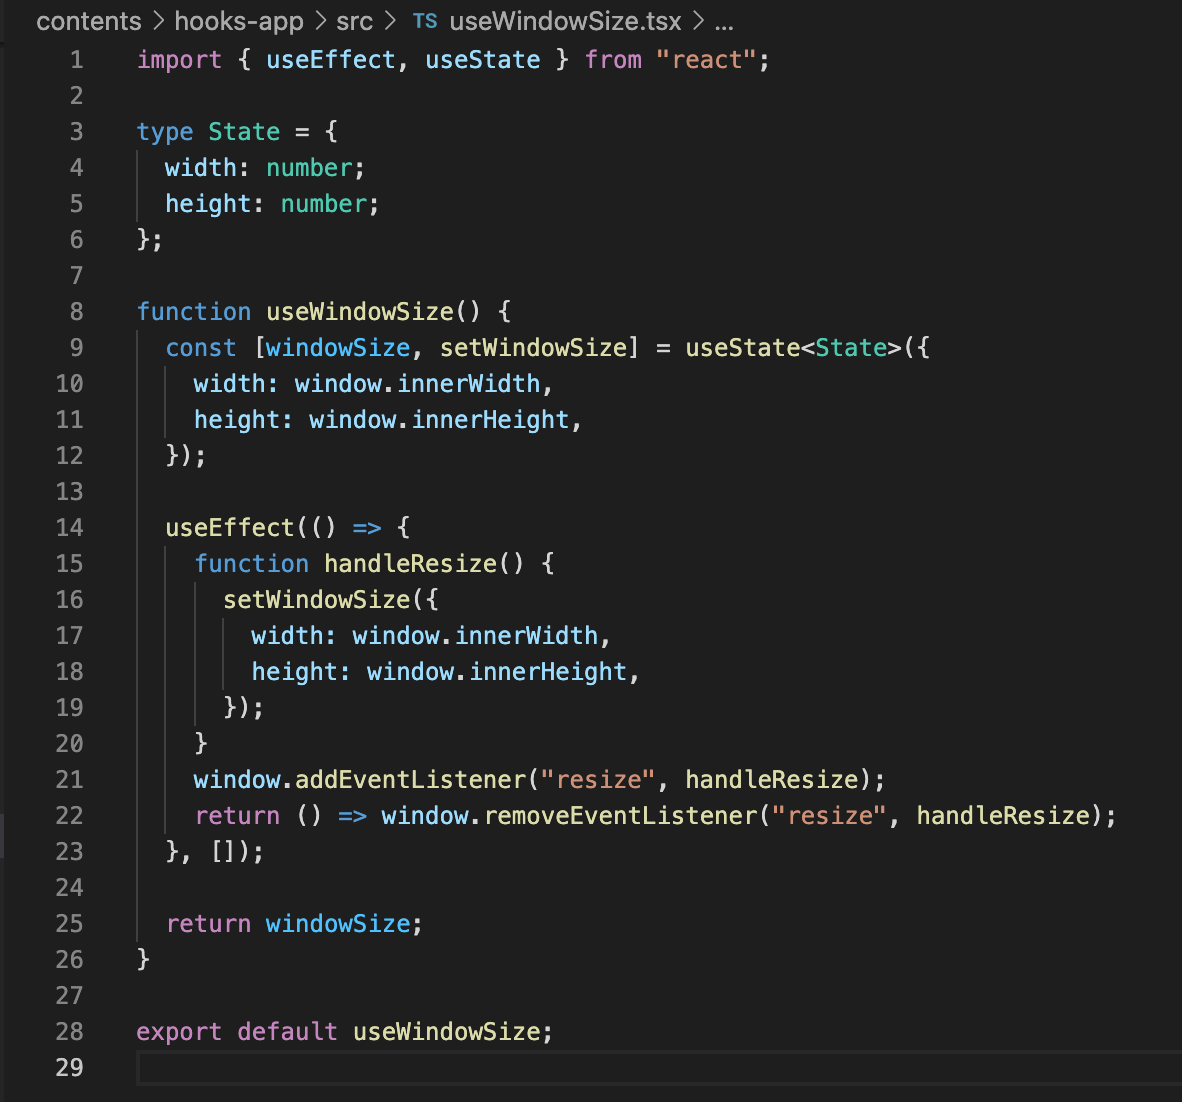 contents > hooks-app > src > TS useWindowSize.tsx > ...
1 import { useEffect, useState } from "react";
2
3 type State = {
4   width: number;
5   height: number;
6 };
7
8 function useWindowSize() {
9   const [windowSize, setWindowSize] = useState<State>({
10     width: window.innerWidth,
11     height: window.innerHeight,
12   });
13
14   useEffect(() => {
15     function handleResize() {
16       setWindowSize({
17         width: window.innerWidth,
18         height: window.innerHeight,
19       });
20     }
21     window.addEventListener("resize", handleResize);
22     return () => window.removeEventListener("resize", handleResize);
23   }, []);
24
25   return windowSize;
26 }
27
28 export default useWindowSize;
29